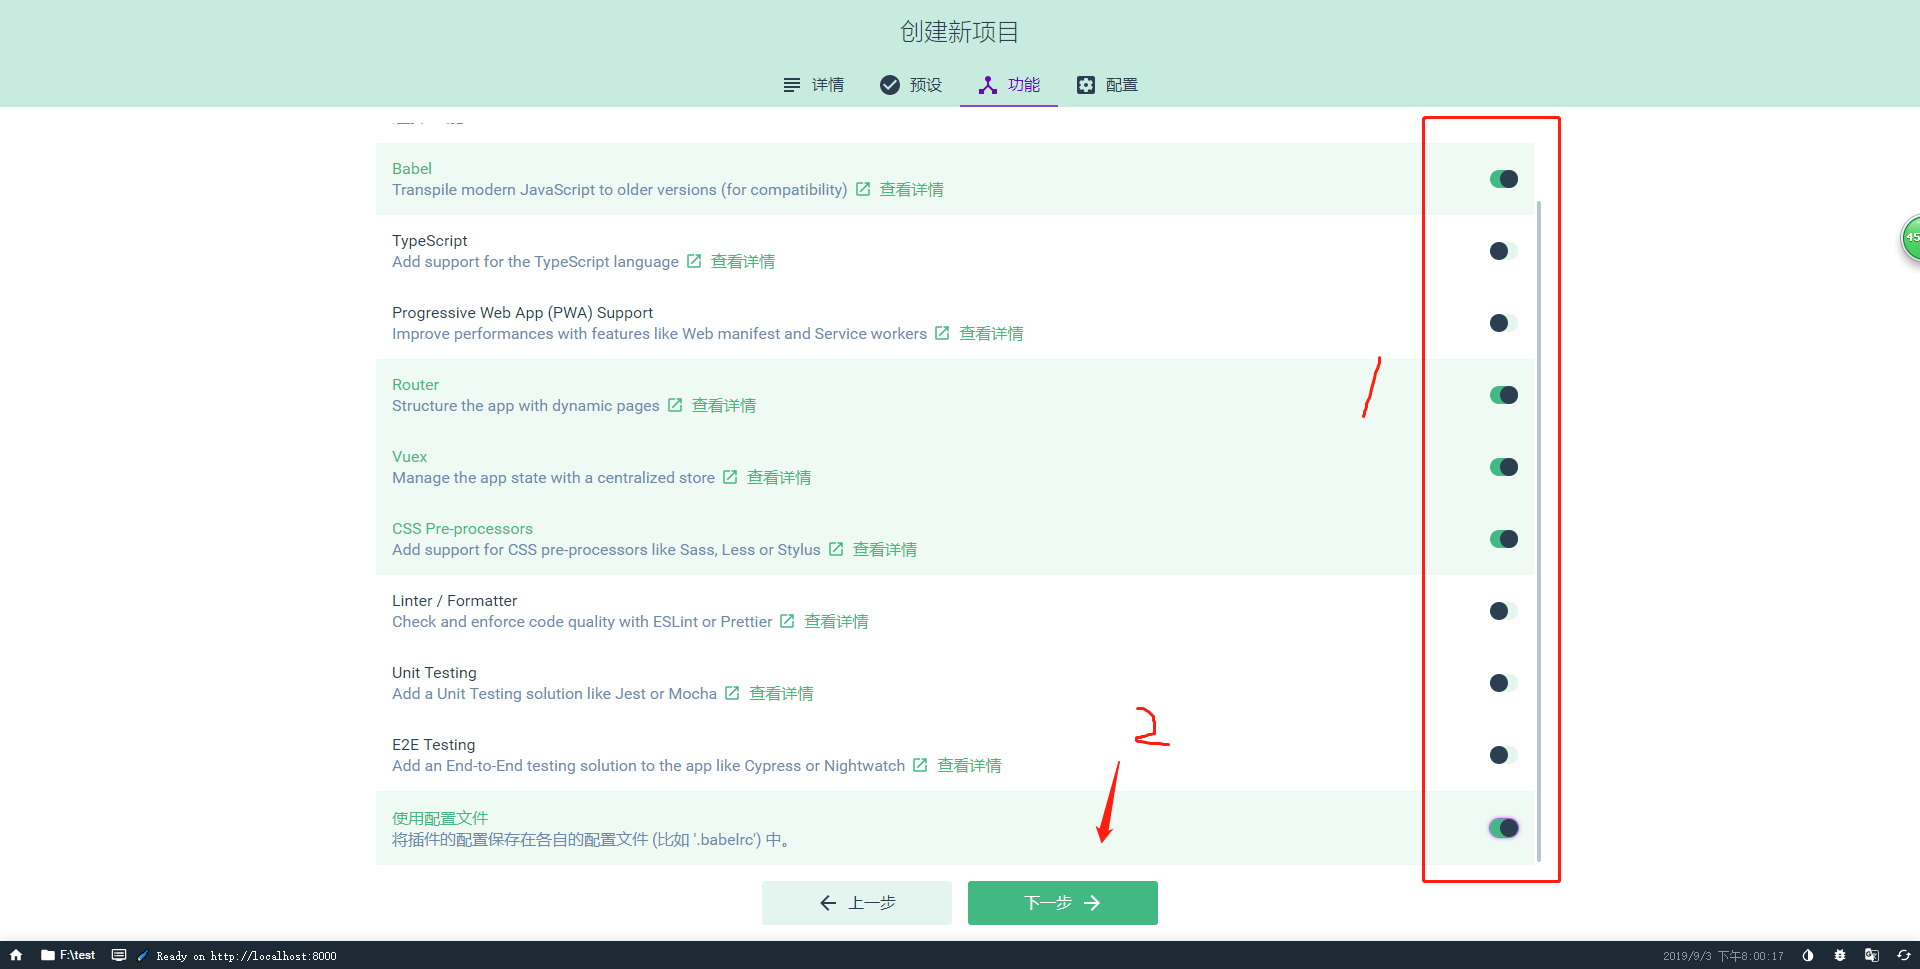 创建新项目
详情
预设
功能
配置
Babel
Transpile modern JavaScript to older versions (for compatibility) 查看详情
TypeScript
Add support for the TypeScript language 查看详情
Progressive Web App (PWA) Support
Improve performances with features like Web manifest and Service workers 查看详情
Router
Structure the app with dynamic pages 查看详情
1
Vuex
Manage the app state with a centralized store 查看详情
CSS Pre-processors
Add support for CSS pre-processors like Sass, Less or Stylus 查看详情
Linter / Formatter
Check and enforce code quality with ESLint or Prettier 查看详情
Unit Testing
Add a Unit Testing solution like Jest or Mocha 查看详情
2
E2E Testing
Add an End-to-End testing solution to the app like Cypress or Nightwatch 查看详情
使用配置文件
将插件的配置保存在各自的配置文件 (比如 '.babelrc') 中。
上一步
下一步
45
F:\test
Ready on http://localhost:8000
2019/9/3 下午8:00:17